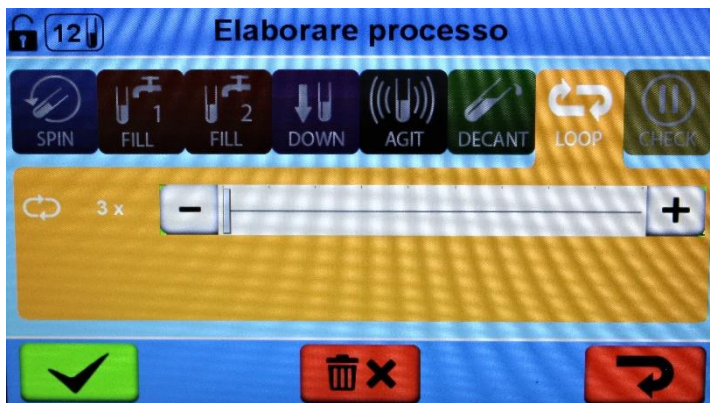 12 Elaborare processo
1 2
SPIN FILL FILL DOWN AGIT DECANT LOOP CHECK
3 x − +